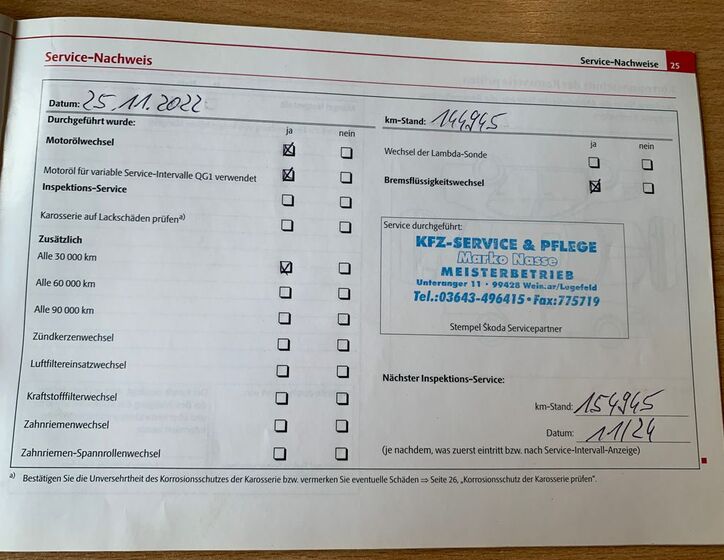 Service-Nachweis
Service-Nachweise 25
Datum: 25.11.2022
Durchgeführt wurde:
ja nein
Motorölwechsel
Motoröl für variable Service-Intervalle QG1 verwendet
Inspektions-Service
Karosserie auf Lackschäden prüfen a)
Zusätzlich
Alle 30 000 km
Alle 60 000 km
Alle 90 000 km
Zündkerzenwechsel
Luftfiltereinsatzwechsel
Kraftstofffilterwechsel
Zahnriemenwechsel
Zahnriemen-Spannrollenwechsel
km-Stand: 144945
ja nein
Wechsel der Lambda-Sonde
Bremsflüssigkeitswechsel
Service durchgeführt:
KFZ-SERVICE & PFLEGE
Marko Nasse
MEISTERBETRIEB
Unteranger 11 • 99428 Weimar/Legefeld
Tel.:03643-496415 • Fax:775719
Stempel Škoda Servicepartner
Nächster Inspektions-Service:
km-Stand: 154945
Datum: 11/24
(je nachdem, was zuerst eintritt bzw. nach Service-Intervall-Anzeige)
a) Bestätigen Sie die Unversehrtheit des Korrosionsschutzes der Karosserie bzw. vermerken Sie eventuelle Schäden ⇒ Seite 26, „Korrosionsschutz der Karosserie prüfen“.